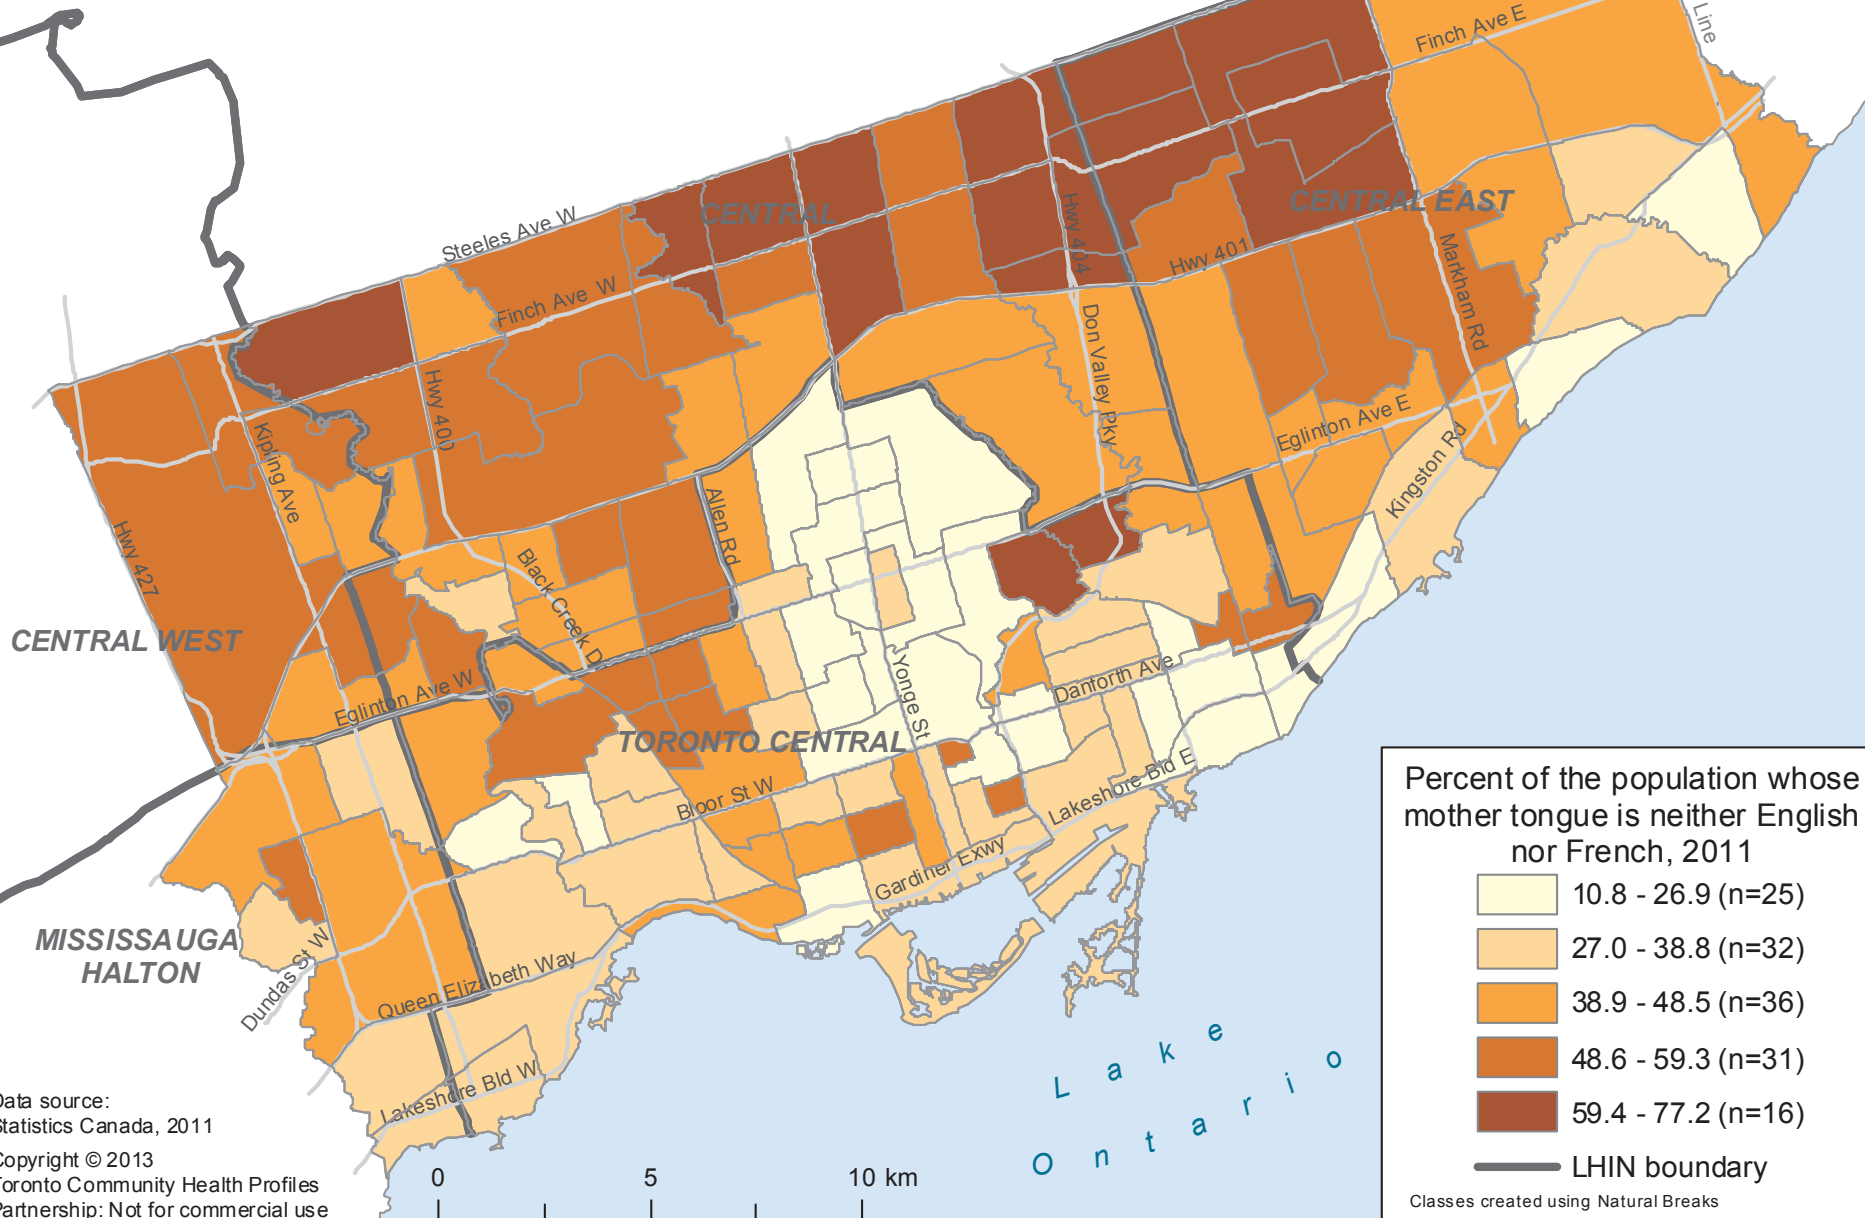 Line
Finch Ave E
CENTRAL
CENTRAL EAST
Steeles Ave W
Hwy 404
Hwy 401
Markham Rd
Finch Ave W
Don Valley Pky
Hwy 400
Kipling Ave
Eglinton Ave E
Kingston Rd
Allen Rd
Hwy 427
Black Creek D
CENTRAL WEST
Eglinton Ave W
Yonge St
Danforth Ave
TORONTO CENTRAL
Bloor St W
Lakeshore Bld E
Gardiner Exwy
MISSISSAUGA
HALTON
Dundas St W
Queen Elizabeth Way
Lakeshore Bld W
Lake
Ontario
Percent of the population whose
mother tongue is neither English
nor French, 2011
10.8 - 26.9 (n=25)
27.0 - 38.8 (n=32)
38.9 - 48.5 (n=36)
48.6 - 59.3 (n=31)
59.4 - 77.2 (n=16)
LHIN boundary
Classes created using Natural Breaks
Data source:
Statistics Canada, 2011
Copyright © 2013
Toronto Community Health Profiles
Partnership: Not for commercial use
0 5 10 km